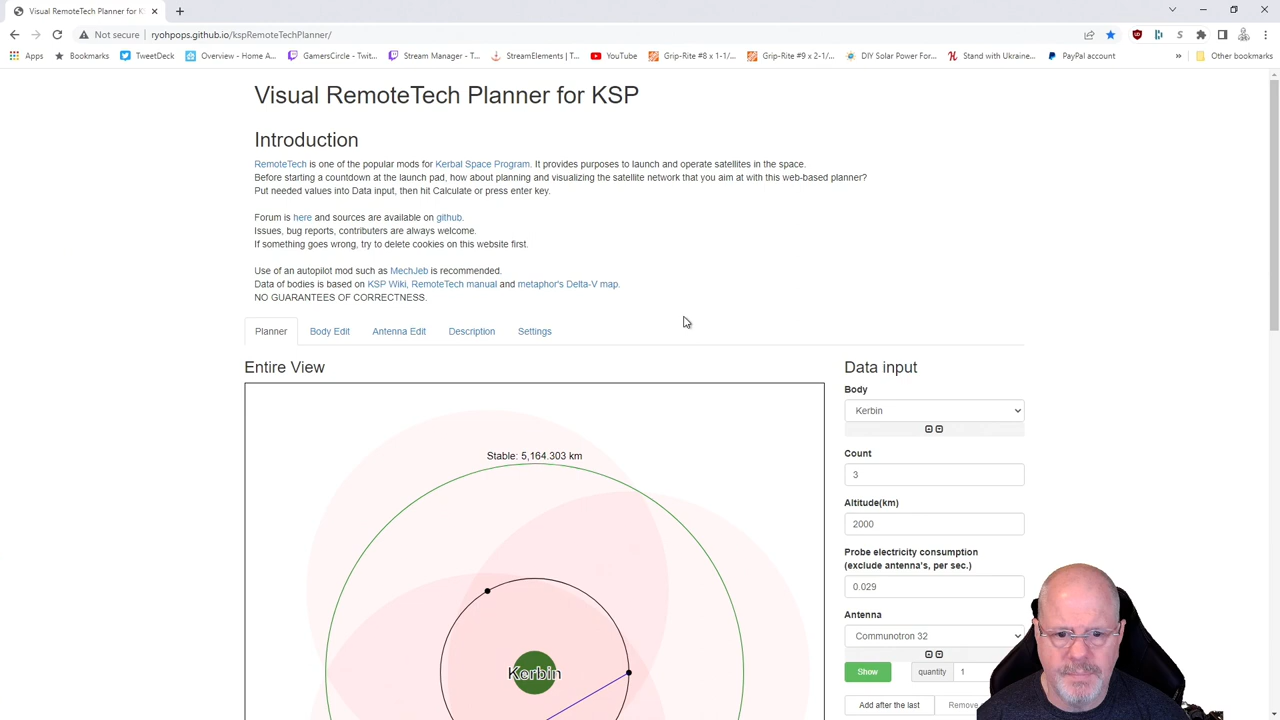 Visual RemoteTech Planner for K
Not secure ryohpops.github.io/kspRemoteTechPlanner/
Apps Bookmarks TweetDeck Overview - Home A... GamersCircle - Twit... Stream Manager - T... StreamElements | T... YouTube Grip-Rite #8 x 1-1/... Grip-Rite #9 x 2-1/... DIY Solar Power For... Stand with Ukraine... PayPal account » Other bookmarks
Visual RemoteTech Planner for KSP
Introduction
RemoteTech is one of the popular mods for Kerbal Space Program. It provides purposes to launch and operate satellites in the space.
Before starting a countdown at the launch pad, how about planning and visualizing the satellite network that you aim at with this web-based planner?
Put needed values into Data input, then hit Calculate or press enter key.
Forum is here and sources are available on github.
Issues, bug reports, contributers are always welcome.
If something goes wrong, try to delete cookies on this website first.
Use of an autopilot mod such as MechJeb is recommended.
Data of bodies is based on KSP Wiki, RemoteTech manual and metaphor's Delta-V map.
NO GUARANTEES OF CORRECTNESS.
Planner Body Edit Antenna Edit Description Settings
Entire View
Stable: 5,164.303 km
Kerbin
Data input
Body
Kerbin
Count
3
Altitude(km)
2000
Probe electricity consumption
(exclude antenna's, per sec.)
0.029
Antenna
Communotron 32
Show quantity 1
Add after the last Remove